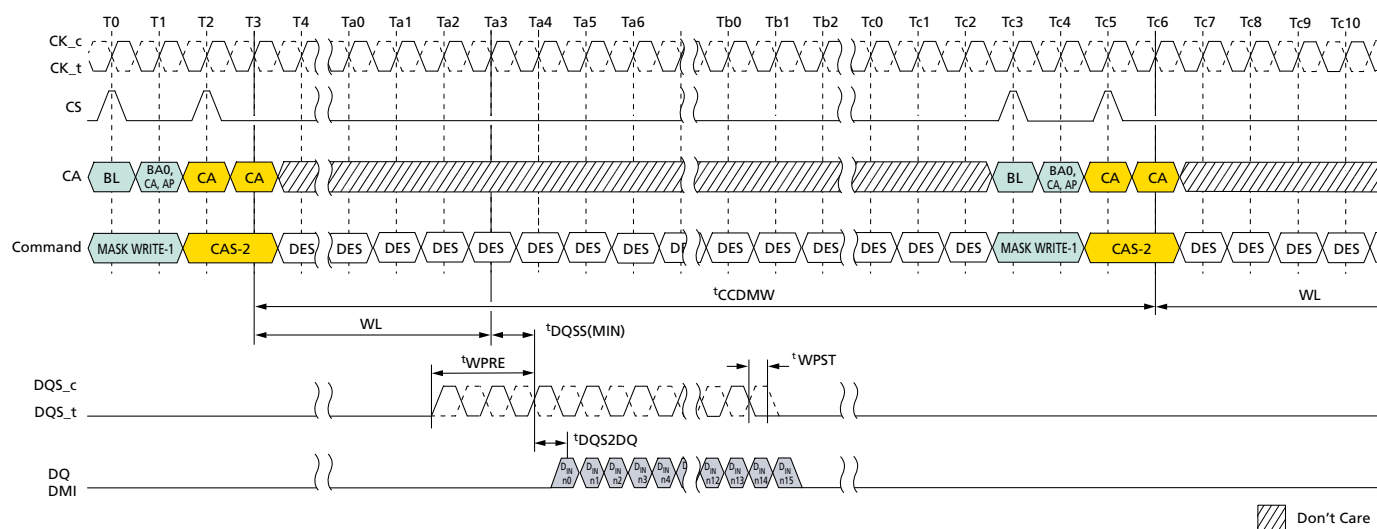 T0 T1 T2 T3 T4 Ta0 Ta1 Ta2 Ta3 Ta4 Ta5 Ta6 Tb0 Tb1 Tb2 Tc0 Tc1 Tc2 Tc3 Tc4 Tc5 Tc6 Tc7 Tc8 Tc9 Tc10
CK_c
CK_t
CS
CA BL BA0, CA, AP CA CA BL BA0, CA, AP CA CA
Command MASK WRITE-1 CAS-2 DES DES DES DES DES DES DES DES DES DES DES DES DES DES MASK WRITE-1 CAS-2 DES DES DES DES
tCCDMW
WL tDQSS(MIN) WL
tWPRE tWPST
DQS_c
DQS_t
tDQS2DQ
DQ
DMI
DIN n0 DIN n1 DIN n2 DIN n3 DIN n4 DIN n12 DIN n13 DIN n14 DIN n15
Don't Care